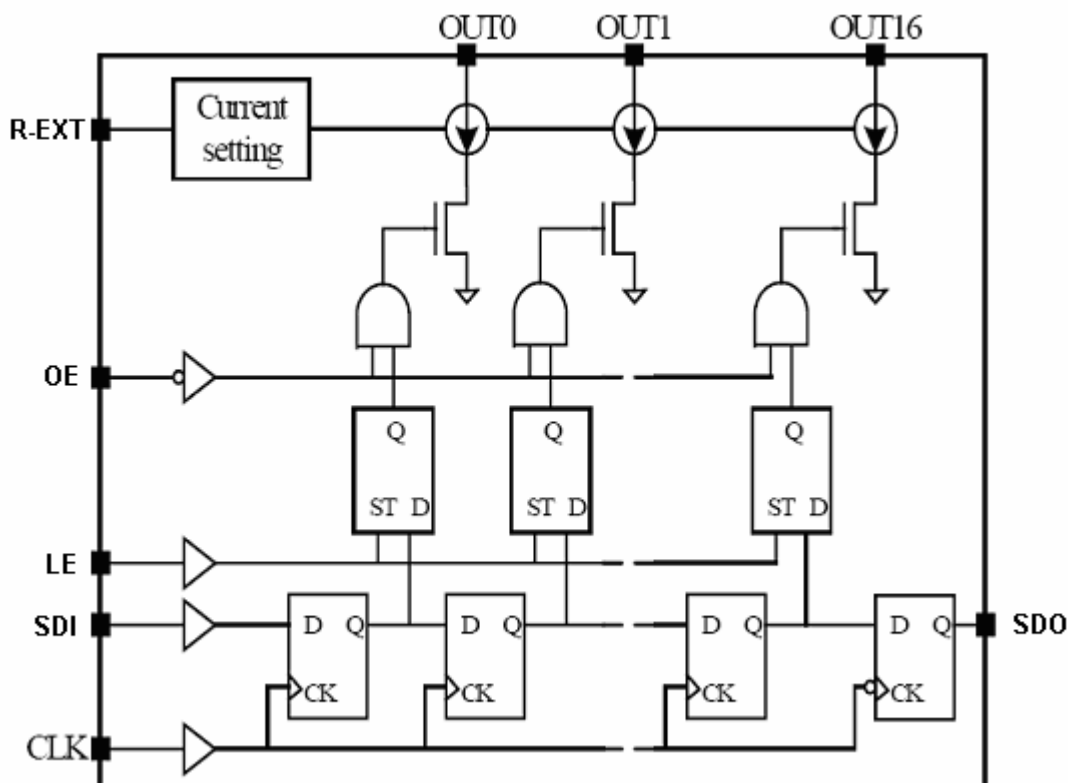 OUT0 OUT1 OUT16
R-EXT
Current
setting
OE
Q Q Q
ST D ST D ST D
LE
SDI D Q D Q D Q D Q SDO
CK CK CK CK
CLK